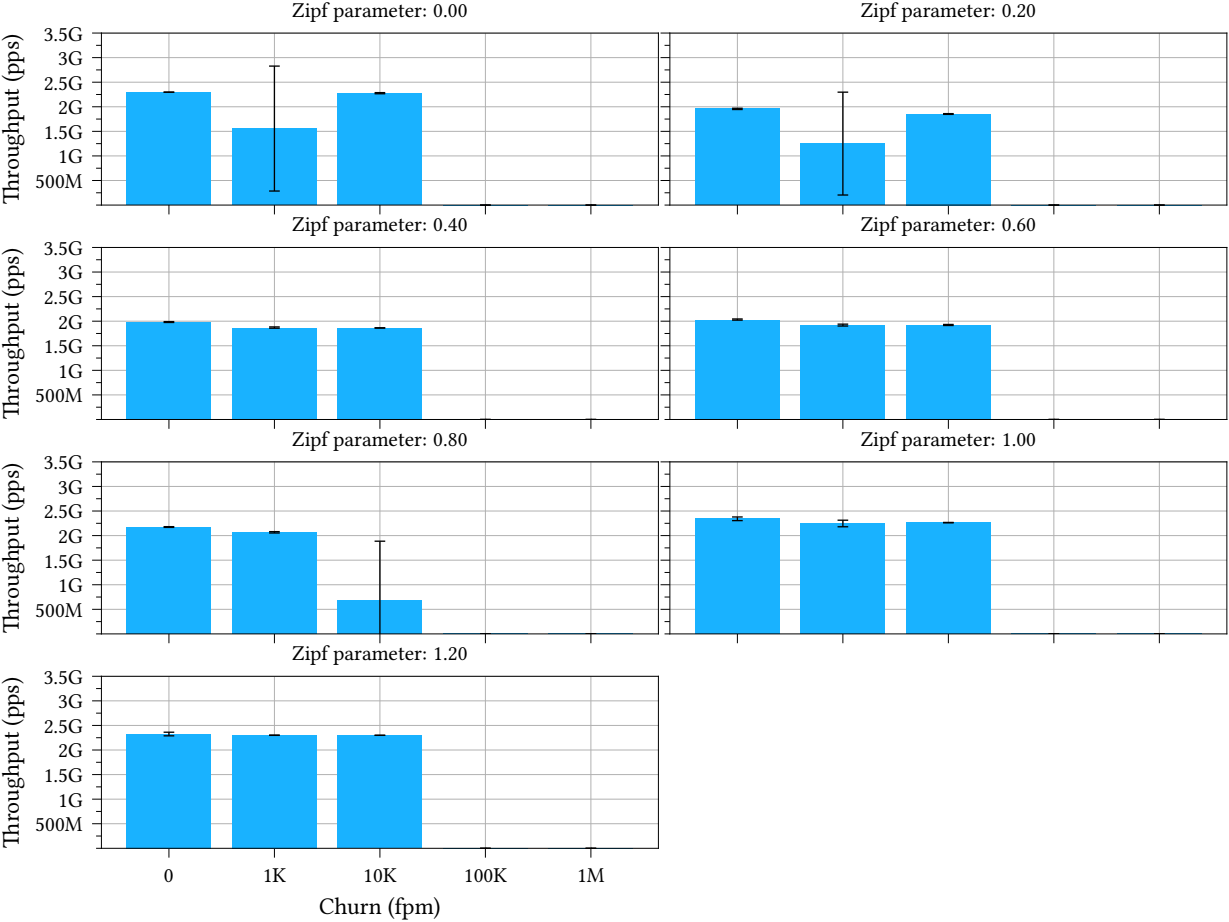 Zipf parameter: 0.00
Zipf parameter: 0.20
Throughput (pps)
3.5G
3G
2.5G
2G
1.5G
1G
500M
Zipf parameter: 0.40
Zipf parameter: 0.60
Throughput (pps)
3.5G
3G
2.5G
2G
1.5G
1G
500M
Zipf parameter: 0.80
Zipf parameter: 1.00
Throughput (pps)
3.5G
3G
2.5G
2G
1.5G
1G
500M
Zipf parameter: 1.20
Throughput (pps)
3.5G
3G
2.5G
2G
1.5G
1G
500M
0 1K 10K 100K 1M
Churn (fpm)